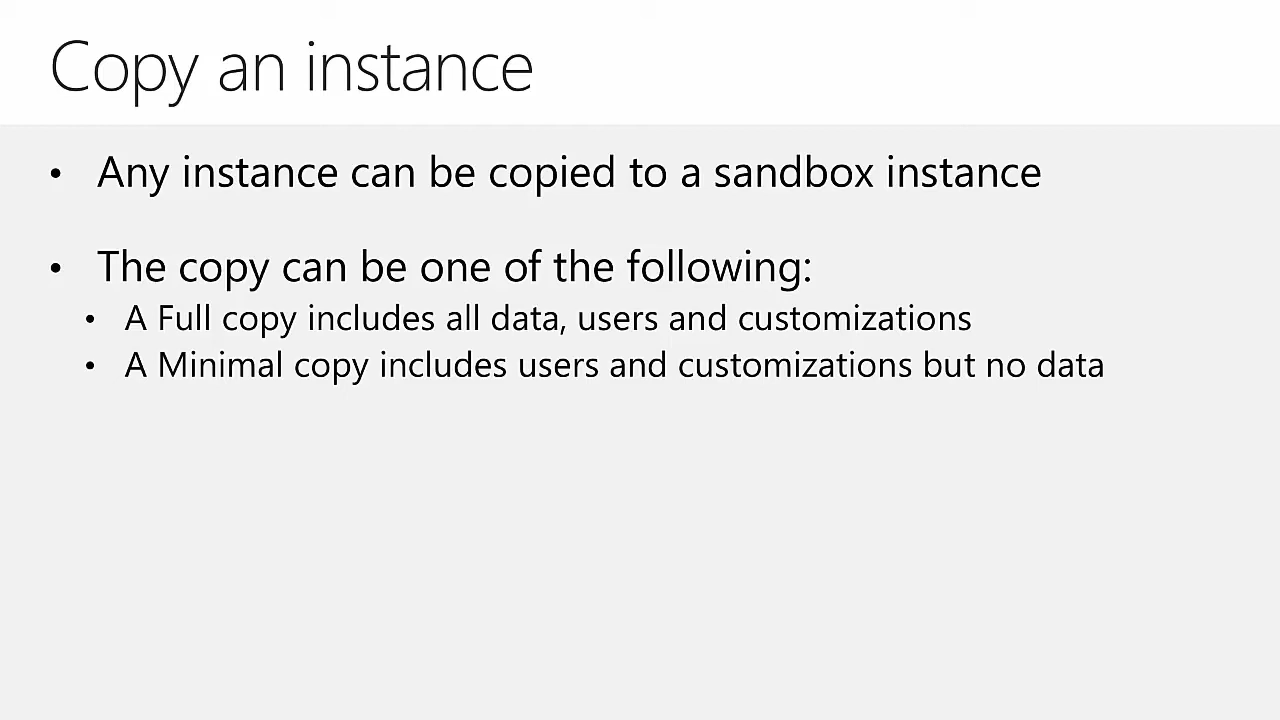 Copy an instance
• Any instance can be copied to a sandbox instance
• The copy can be one of the following:
• A Full copy includes all data, users and customizations
• A Minimal copy includes users and customizations but no data